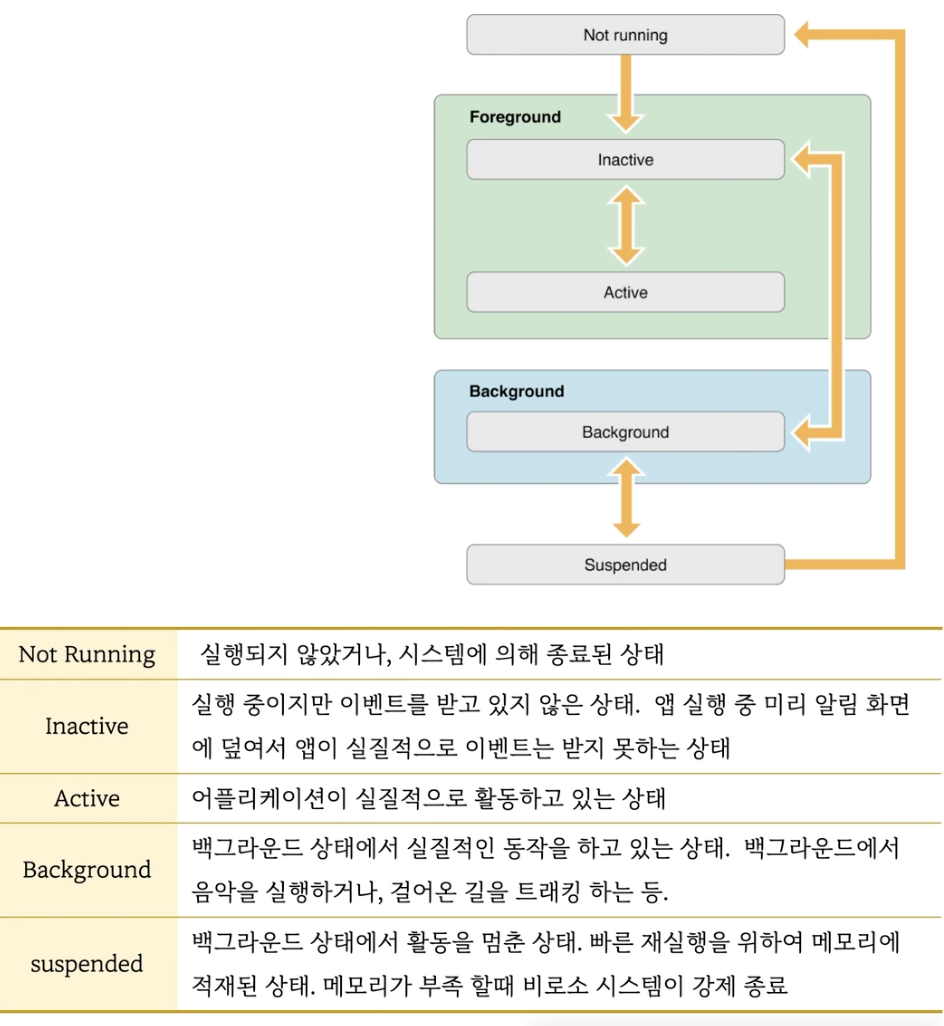 Not running
Foreground
Inactive
Active
Background
Background
Suspended
Not Running
실행되지 않았거나, 시스템에 의해 종료된 상태
Inactive
실행 중이지만 이벤트를 받고 있지 않은 상태. 앱 실행 중 미리 알림 화면
에 덮여서 앱이 실질적으로 이벤트는 받지 못하는 상태
Active
어플리케이션이 실질적으로 활동하고 있는 상태
Background
백그라운드 상태에서 실질적인 동작을 하고 있는 상태. 백그라운드에서
음악을 실행하거나, 걸어온 길을 트래킹 하는 등.
suspended
백그라운드 상태에서 활동을 멈춘 상태. 빠른 재실행을 위하여 메모리에
적재된 상태. 메모리가 부족 할때 비로소 시스템이 강제 종료